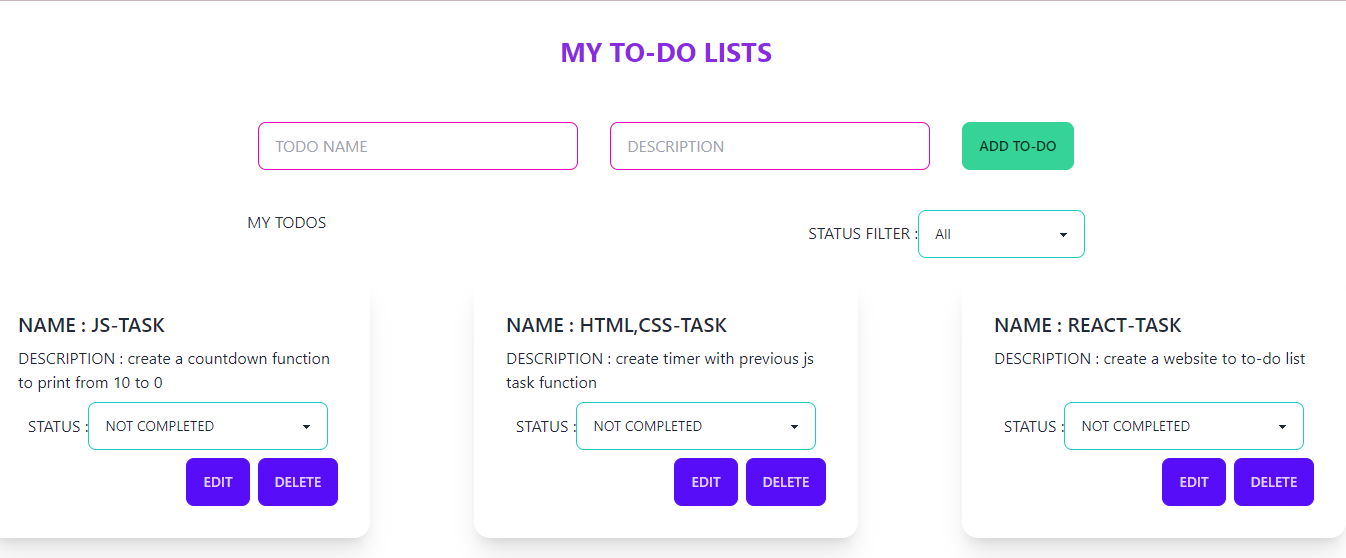 MY TO-DO LISTS
TODO NAME
DESCRIPTION
ADD TO-DO
MY TODOS
STATUS FILTER :
All
NAME : JS-TASK
DESCRIPTION : create a countdown function
to print from 10 to 0
STATUS :
NOT COMPLETED
EDIT
DELETE
NAME : HTML,CSS-TASK
DESCRIPTION : create timer with previous js
task function
STATUS :
NOT COMPLETED
EDIT
DELETE
NAME : REACT-TASK
DESCRIPTION : create a website to to-do list
STATUS :
NOT COMPLETED
EDIT
DELETE